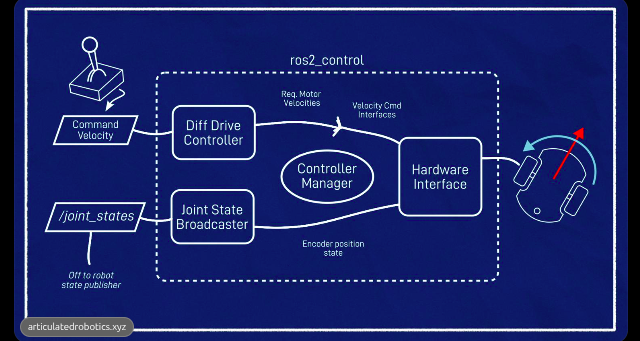 ros2_control
Command
Velocity
Diff Drive
Controller
Req. Motor
Velocities
Velocity Cmd
Interfaces
Controller
Manager
Hardware
Interface
/joint_states
Joint State
Broadcaster
Encoder position
state
Off to robot
state publisher
articulatedrobotics.xyz